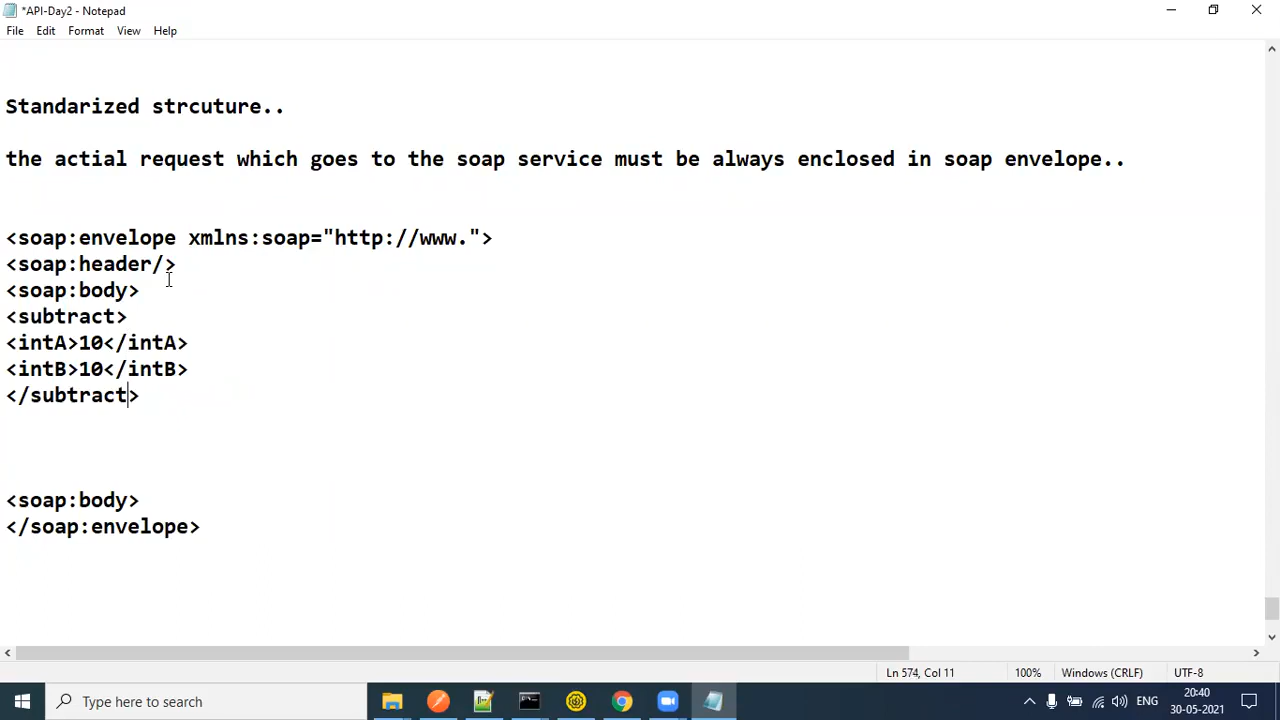 *API-Day2 - Notepad
File Edit Format View Help
Standarized strcuture..
the actial request which goes to the soap service must be always enclosed in soap envelope..
<soap:envelope xmlns:soap="http://www.">
<soap:header/>
<soap:body>
<subtract>
<intA>10</intA>
<intB>10</intB>
</subtract>
<soap:body>
</soap:envelope>
Ln 574, Col 11 100% Windows (CRLF) UTF-8
Type here to search
ENG
20:40
30-05-2021